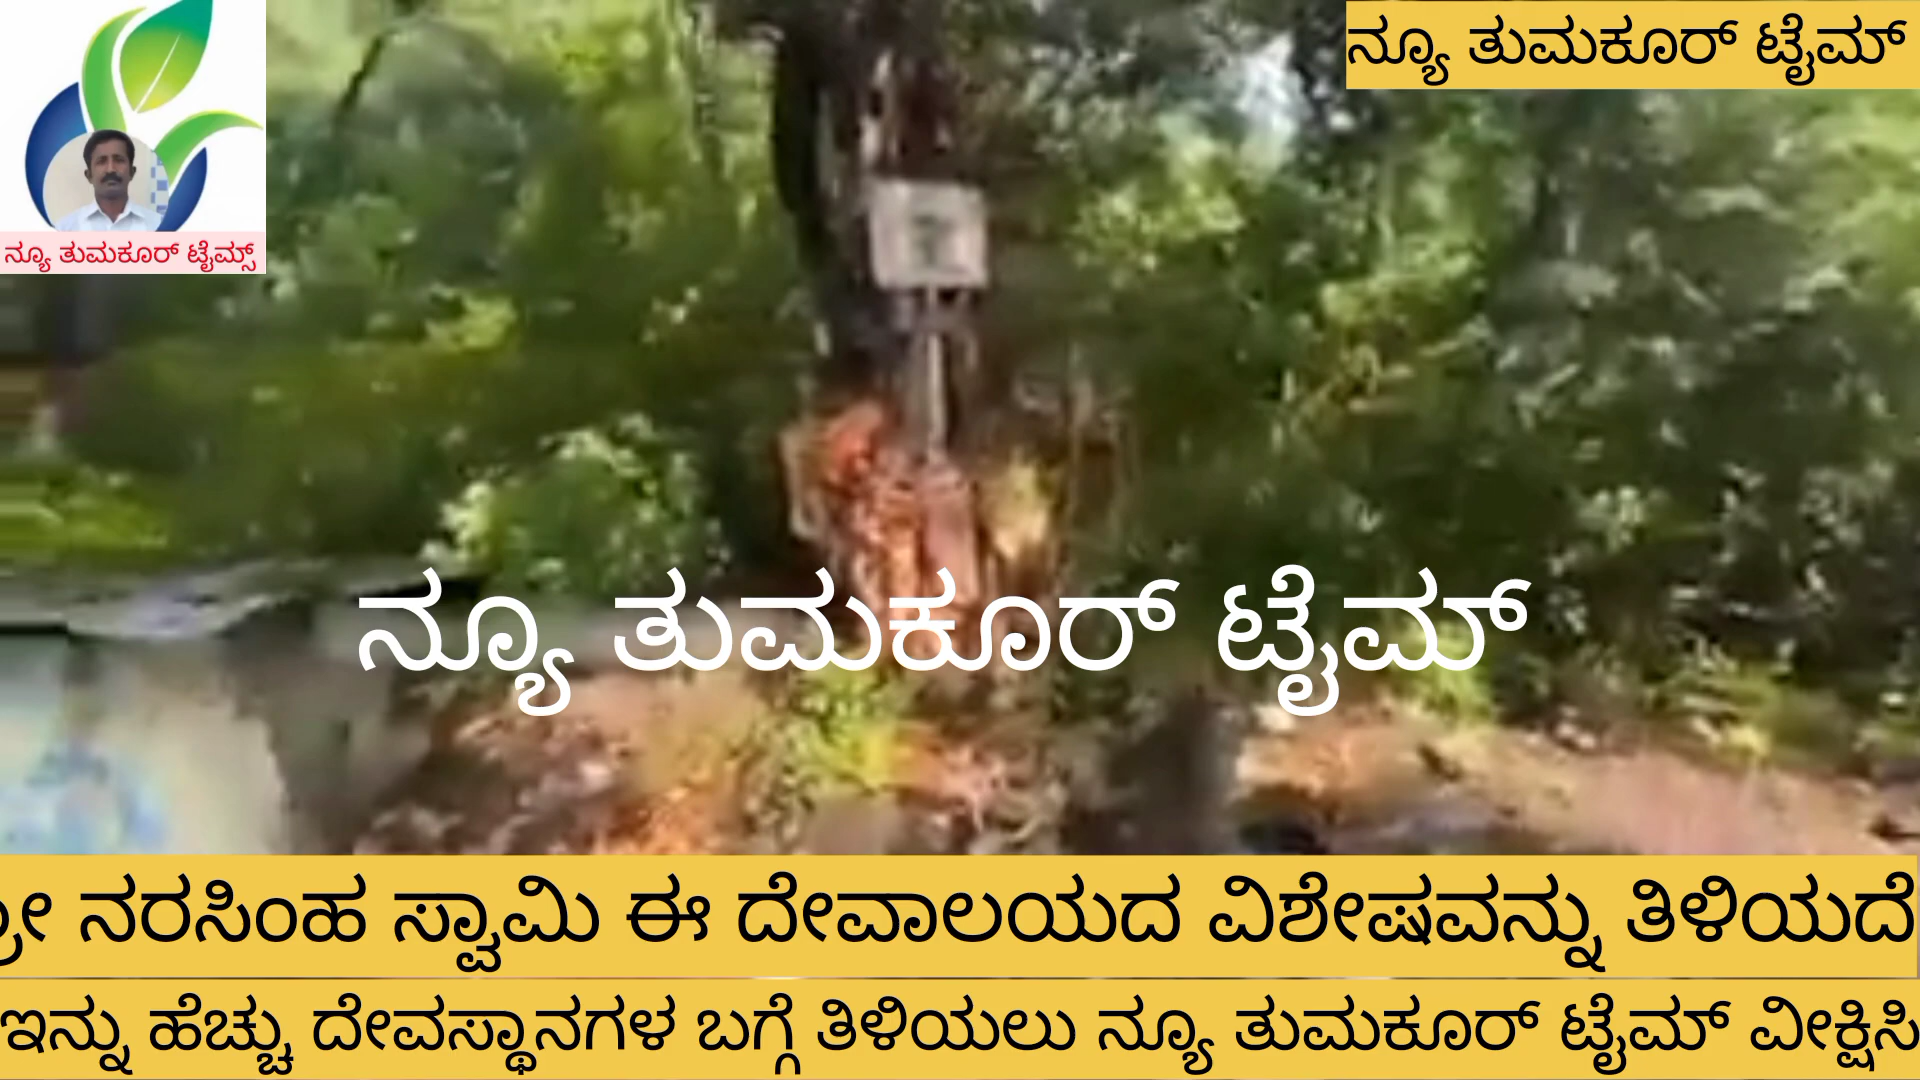 ನ್ಯೂ ತುಮಕೂರ್ ಟೈಮ್
ನ್ಯೂ ತುಮಕೂರ್ ಟೈಮ್ಸ್
ನ್ಯೂ ತುಮಕೂರ್ ಟೈಮ್
ನರಸಿಂಹ ಸ್ವಾಮಿ ಈ ದೇವಾಲಯದ ವಿಶೇಷವನ್ನು ತಿಳಿಯದೆ
ಇನ್ನು ಹೆಚ್ಚು ದೇವಸ್ಥಾನಗಳ ಬಗ್ಗೆ ತಿಳಿಯಲು ನ್ಯೂ ತುಮಕೂರ್ ಟೈಮ್ ವೀಕ್ಷಿಸಿ